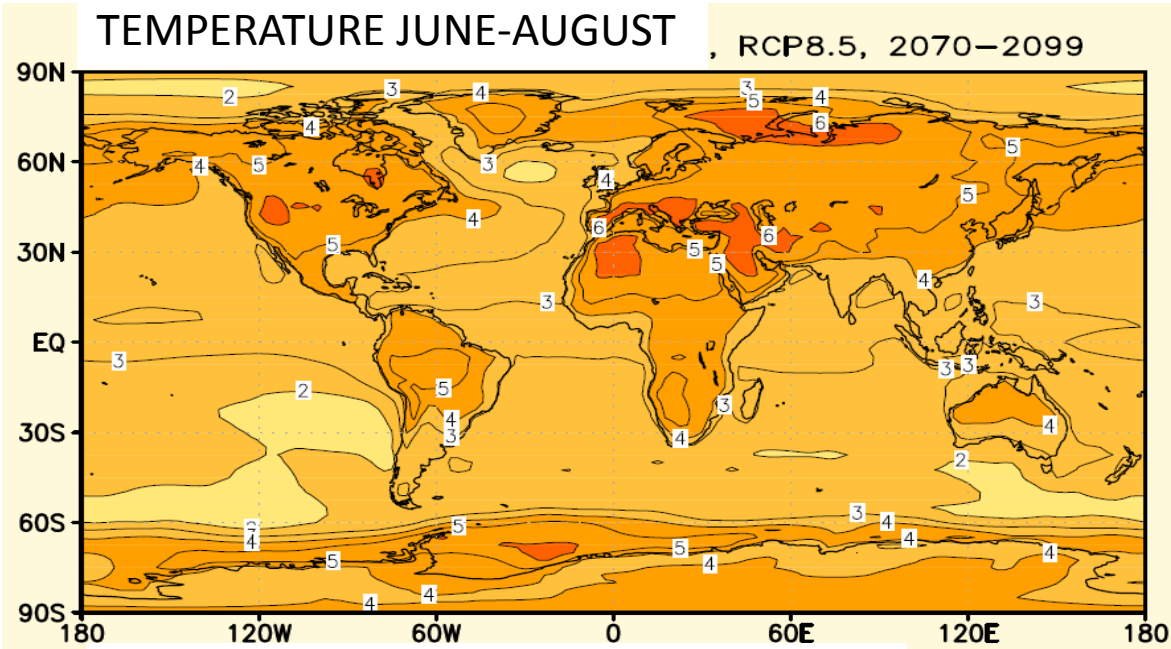 TEMPERATURE JUNE-AUGUST
, RCP8.5, 2070−2099
90N
2 3 4 3 5 4
4 6
60N
4 5 3 4 5
5
4
6 6
30N
5 5 5 4
3 3
EQ
3 3 3
2 5 3
4 4
30S
3 4
2
60S
3 4
5 4
4
5 5 4 4
4 4
90S
180 120W 60W 0 60E 120E 180